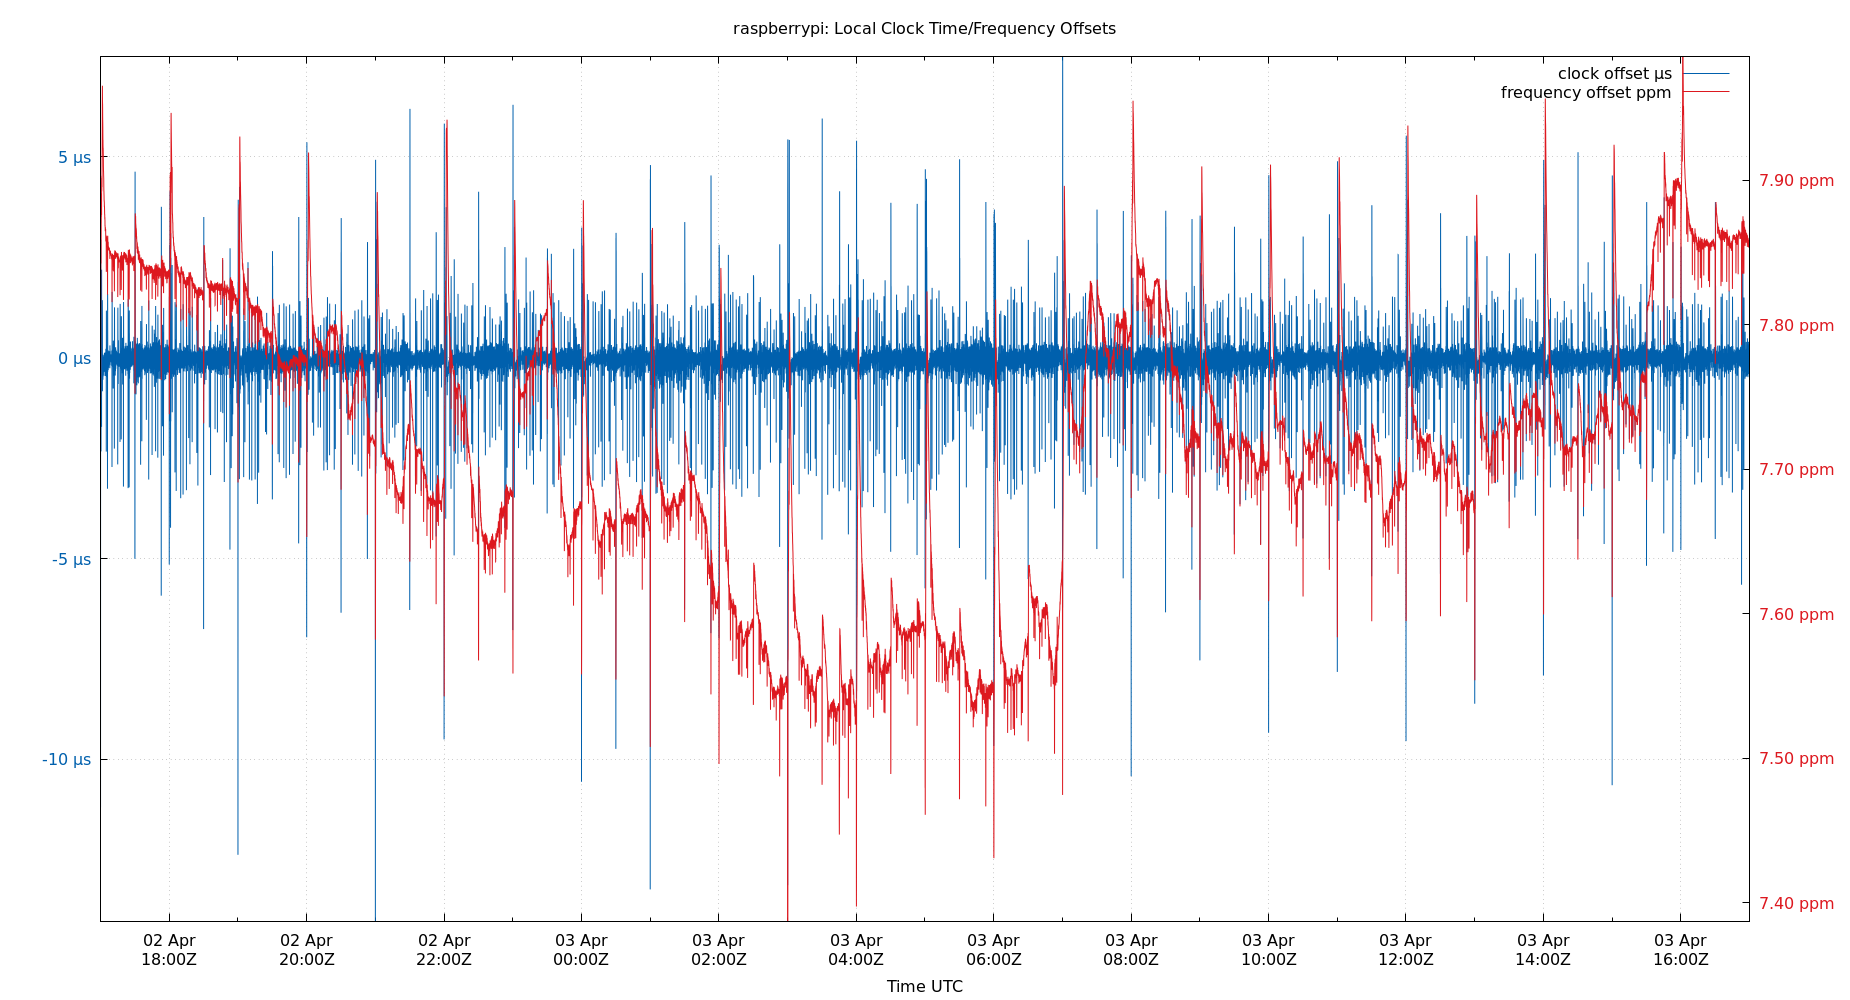 raspberrypi: Local Clock Time/Frequency Offsets
clock offset µs
frequency offset ppm
5 µs
0 µs
-5 µs
-10 µs
7.90 ppm
7.80 ppm
7.70 ppm
7.60 ppm
7.50 ppm
7.40 ppm
02 Apr 02 Apr 02 Apr 03 Apr 03 Apr 03 Apr 03 Apr 03 Apr 03 Apr 03 Apr 03 Apr 03 Apr
18:00Z 20:00Z 22:00Z 00:00Z 02:00Z 04:00Z 06:00Z 08:00Z 10:00Z 12:00Z 14:00Z 16:00Z
Time UTC